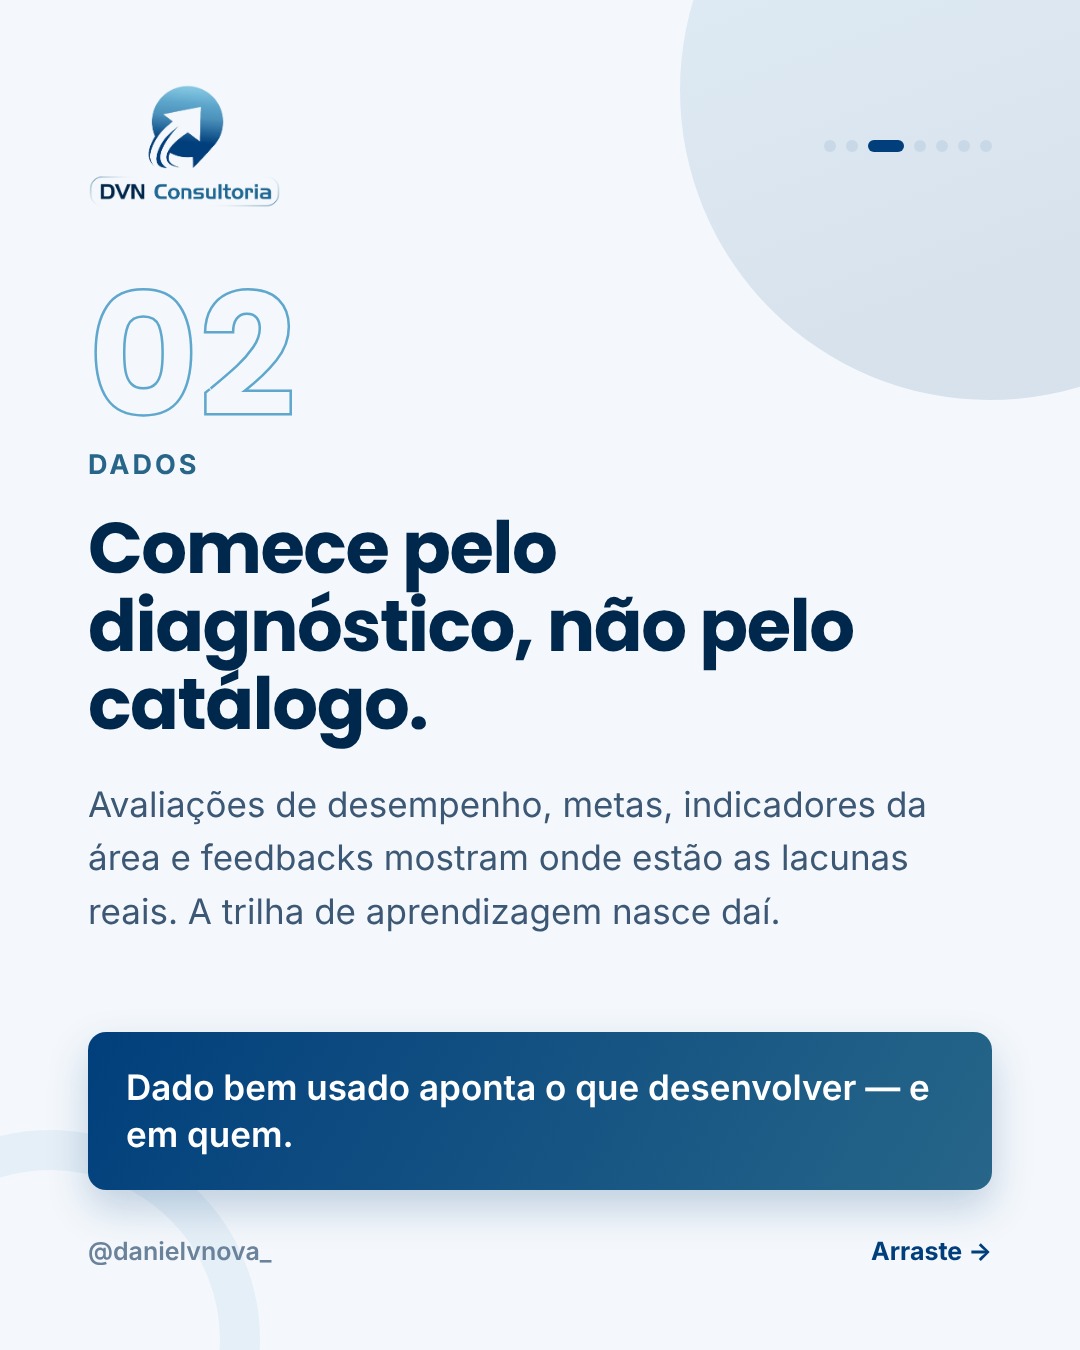 DVN Consultoria
02
DADOS
Comece pelo
diagnóstico, não pelo
catálogo.
Avaliações de desempenho, metas, indicadores da
área e feedbacks mostram onde estão as lacunas
reais. A trilha de aprendizagem nasce daí.
Dado bem usado aponta o que desenvolver — e
em quem.
@danielvnova_
Arraste →